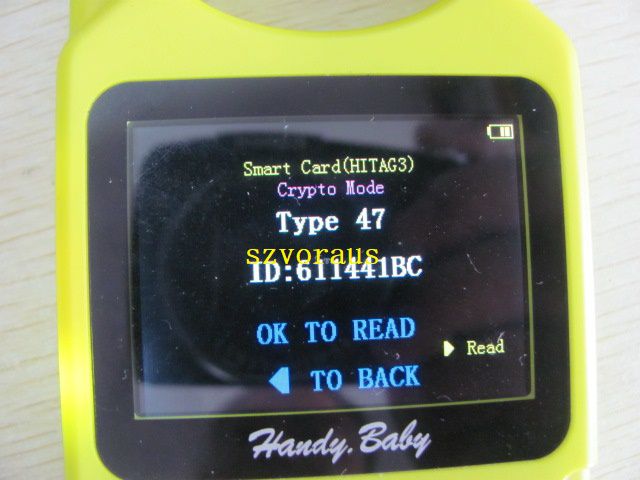 Smart Card(HITAG3)
Crypto Mode
Type 47
szvoraus
ID:611441BC
OK TO READ
Read
TO BACK
Handy.Baby